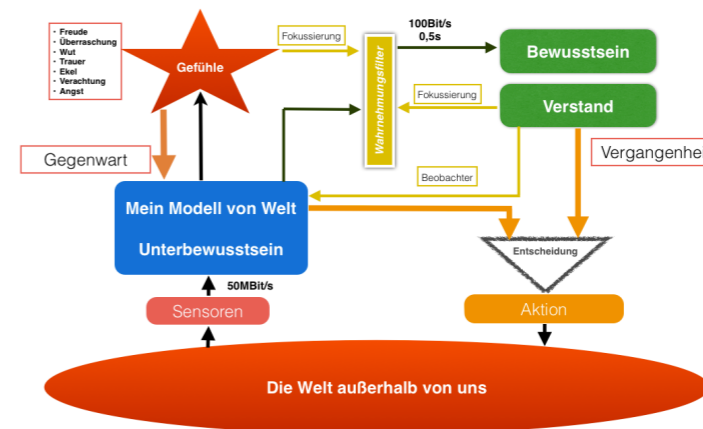 • Freude
• Überraschung
• Wut
• Trauer
• Ekel
• Verachtung
• Angst
Gefühle
Fokussierung
100Bit/s
0,5s
Wahrnehmungsfilter
Bewusstsein
Fokussierung
Verstand
Gegenwart
Vergangenhei
Beobachter
Mein Modell von Welt
Unterbewusstsein
Entscheidung
50MBit/s
Sensoren
Aktion
Die Welt außerhalb von uns